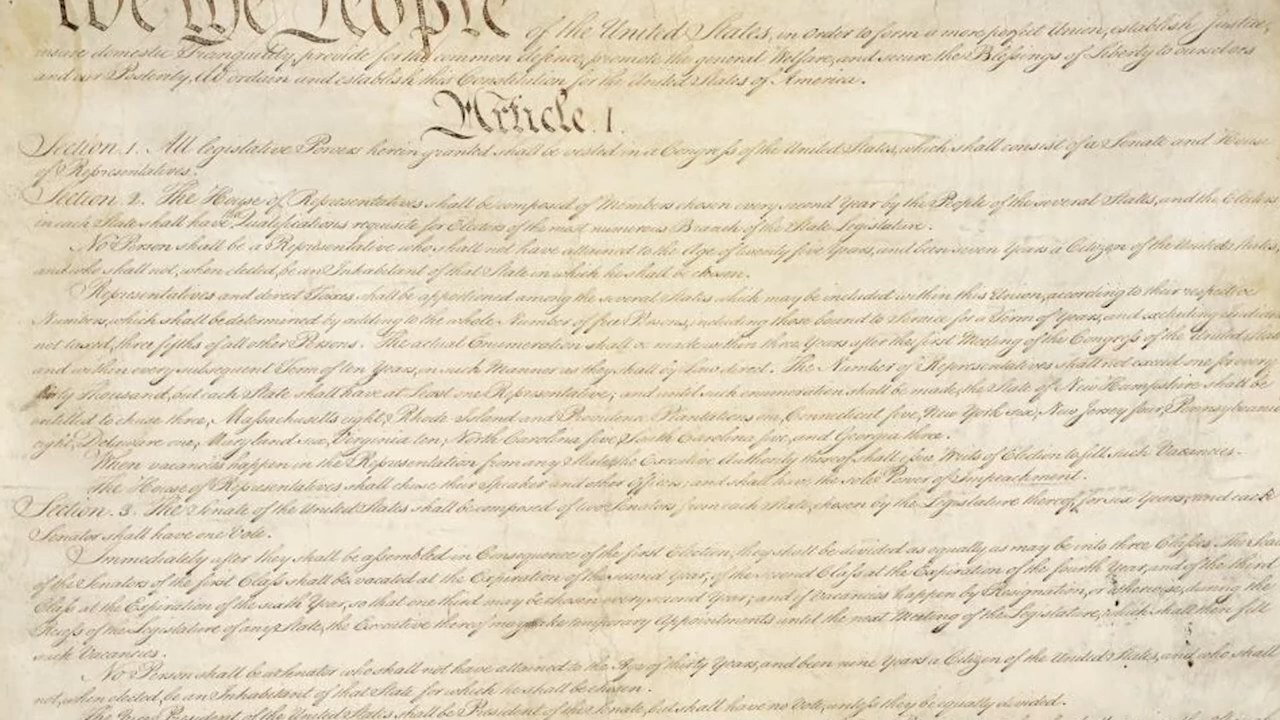 We the People of the United States, in Order to form a more perfect Union, establish Justice,
insure domestic Tranquility, provide for the common defence, promote the general Welfare, and secure the Blessings of Liberty to ourselves
and our Posterity, do ordain and establish this Constitution for the United States of America.
Article. I.
Section. 1. All legislative Powers herein granted shall be vested in a Congress of the United States, which shall consist of a Senate and House
of Representatives.
Section. 2. The House of Representatives shall be composed of Members chosen every second Year by the People of the several States, and the Electors
in each State shall have the Qualifications requisite for Electors of the most numerous Branch of the State Legislature.
No Person shall be a Representative who shall not have attained to the Age of twenty five Years, and been seven Years a Citizen of the United States,
and who shall not, when elected, be an Inhabitant of that State in which he shall be chosen.
Representatives and direct Taxes shall be apportioned among the several States which may be included within this Union, according to their respective
Numbers, which shall be determined by adding to the whole Number of free Persons, including those bound to Service for a Term of Years, and excluding Indians
not taxed, three fifths of all other Persons. The actual Enumeration shall be made within three Years after the first Meeting of the Congress of the United States,
and within every subsequent Term of ten Years, in such Manner as they shall by Law direct. The Number of Representatives shall not exceed one for every
thirty Thousand, but each State shall have at Least one Representative; and until such enumeration shall be made, the State of New Hampshire shall be
entitled to chuse three, Massachusetts eight, Rhode Island and Providence Plantations one, Connecticut five, New York six, New Jersey four, Pennsylvania
eight, Delaware one, Maryland six, Virginia ten, North Carolina five, South Carolina five, and Georgia three.
When vacancies happen in the Representation from any State, the Executive Authority thereof shall issue Writs of Election to fill such Vacancies.
The House of Representatives shall chuse their Speaker and other Officers; and shall have the sole Power of Impeachment.
Section. 3. The Senate of the United States shall be composed of two Senators from each State, chosen by the Legislature thereof, for six Years; and each
Senator shall have one Vote.
Immediately after they shall be assembled in Consequence of the first Election, they shall be divided as equally as may be into three Classes. The Seats
of the Senators of the first Class shall be vacated at the Expiration of the second Year, of the second Class at the Expiration of the fourth Year, and of the third
Class at the Expiration of the sixth Year, so that one third may be chosen every second Year; and if Vacancies happen by Resignation, or otherwise, during the
Recess of the Legislature of any State, the Executive thereof may make temporary Appointments until the next Meeting of the Legislature, which shall then fill
such Vacancies.
No Person shall be a Senator who shall not have attained to the Age of thirty Years, and been nine Years a Citizen of the United States, and who shall
not, when elected, be an Inhabitant of that State for which he shall be chosen.
The Vice President of the United States shall be President of the Senate, but shall have no Vote, unless they be equally divided.